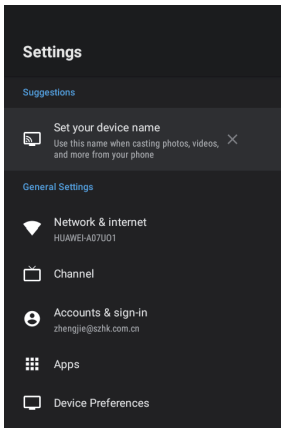 Settings
Suggestions
Set your device name
Use this name when casting photos, videos,
and more from your phone
General Settings
Network & internet
HUAWEI-A07UO1
Channel
Accounts & sign-in
zhengjie@szhk.com.cn
Apps
Device Preferences